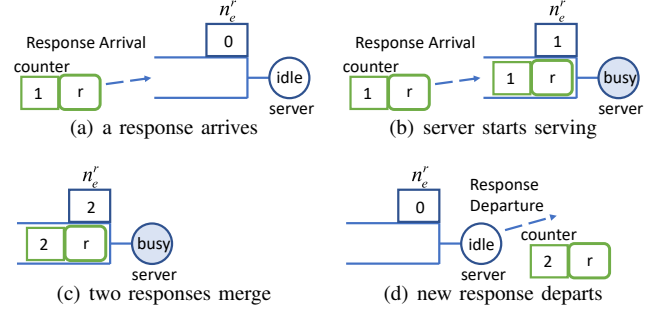 n_e^r
0
Response Arrival
counter
1 r
idle
server
(a) a response arrives
n_e^r
1
Response Arrival
counter
1 r
1 r
busy
server
(b) server starts serving
n_e^r
2
2 r
busy
server
(c) two responses merge
n_e^r
0
Response
Departure
idle
counter
server
2 r
(d) new response departs